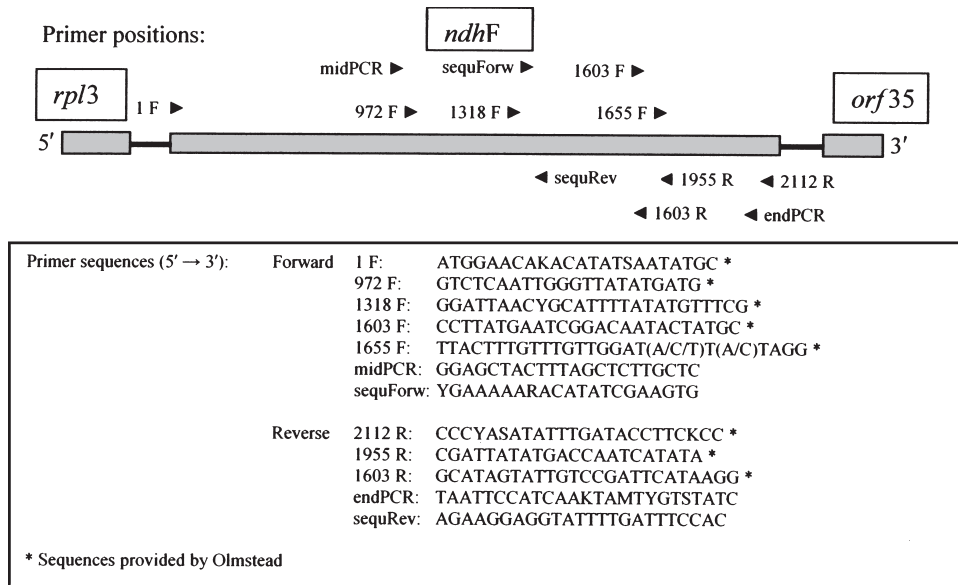 Primer positions:
ndhF
midPCR ► sequForw ► 1603 F ►
rpl3
1 F ►
972 F ► 1318 F ► 1655 F ►
orf35
5′ 3′
◄ sequRev ◄ 1955 R ◄ 2112 R
◄ 1603 R ◄ endPCR
Primer sequences (5′ → 3′): Forward 1 F: ATGGAACAKACATATSAATATGC *
972 F: GTCTCAATTGGGTTATATGATG *
1318 F: GGATTAACYGCATTTTATATGTTTCG *
1603 F: CCTTATGAATCGGACAATACTATGC *
1655 F: TTACTTTGTTTGTTGGAT(A/C/T)T(A/C)TAGG *
midPCR: GGAGCTACTTTAGCTCTTGCTC
sequForw: YGAAAAARACATATCGAAGTG
Reverse 2112 R: CCCYASATATTTGATACCTTCKCC *
1955 R: CGATTATATGACCAATCATATA *
1603 R: GCATAGTATTGTCCGATTCATAAGG *
endPCR: TAATTCCATCAAKTAMTYGTSTATC
sequRev: AGAAGGAGGTATTTTGATTTCCAC
* Sequences provided by Olmstead